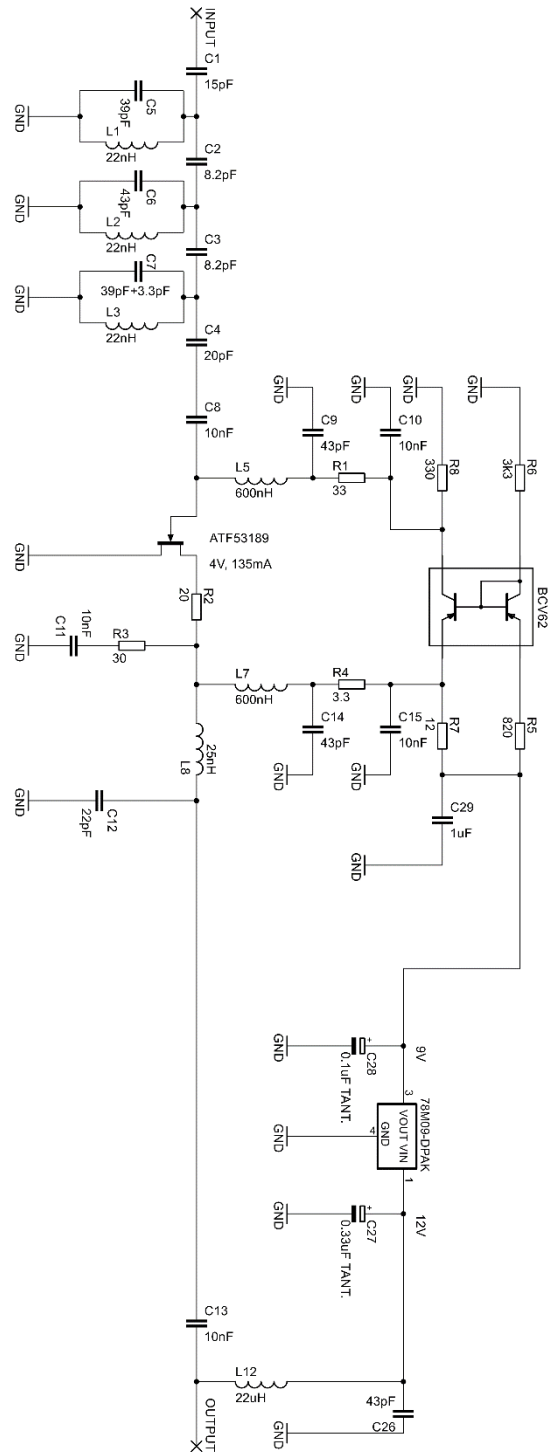 INPUT
C1
15pF
C5
39pF
L1
22nH
GND
C2
8.2pF
C6
43pF
L2
22nH
GND
C3
8.2pF
C7
39pF+3.3pF
L3
22nH
GND
C4
20pF
C8
10nF
GND
C9
43pF
GND
C10
10nF
GND
R8
330
GND
R6
3k3
L5
600nH
R1
33
ATF53189
4V, 135mA
GND
BCV62
R2
20
C11
10nF
R3
30
GND
L7
600nH
R4
3.3
C14
43pF
GND
C15
10nF
GND
R7
12
R5
820
25nH
L8
C12
22pF
GND
C29
1uF
GND
9V
C28
+
0.1uF TANT.
GND
78M09-DPAK
3
VOUT VIN
GND
4
1
GND
12V
C27
+
0.33uF TANT.
GND
C13
10nF
L12
22uH
43pF
C26
GND
OUTPUT